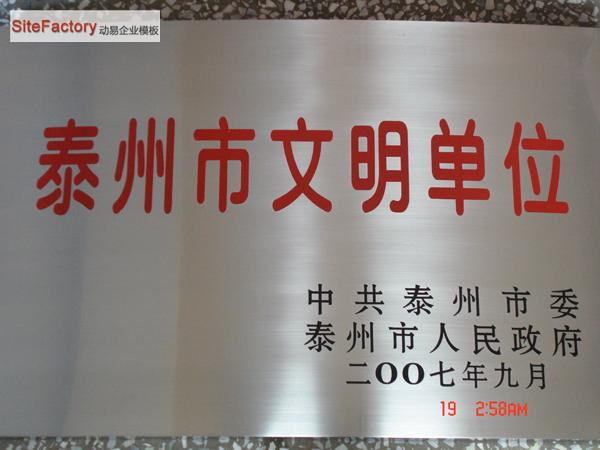 SiteFactory 动易企业模板
泰州市文明单位
中共泰州市委
泰州市人民政府
二OO七年九月
19 2:58AM